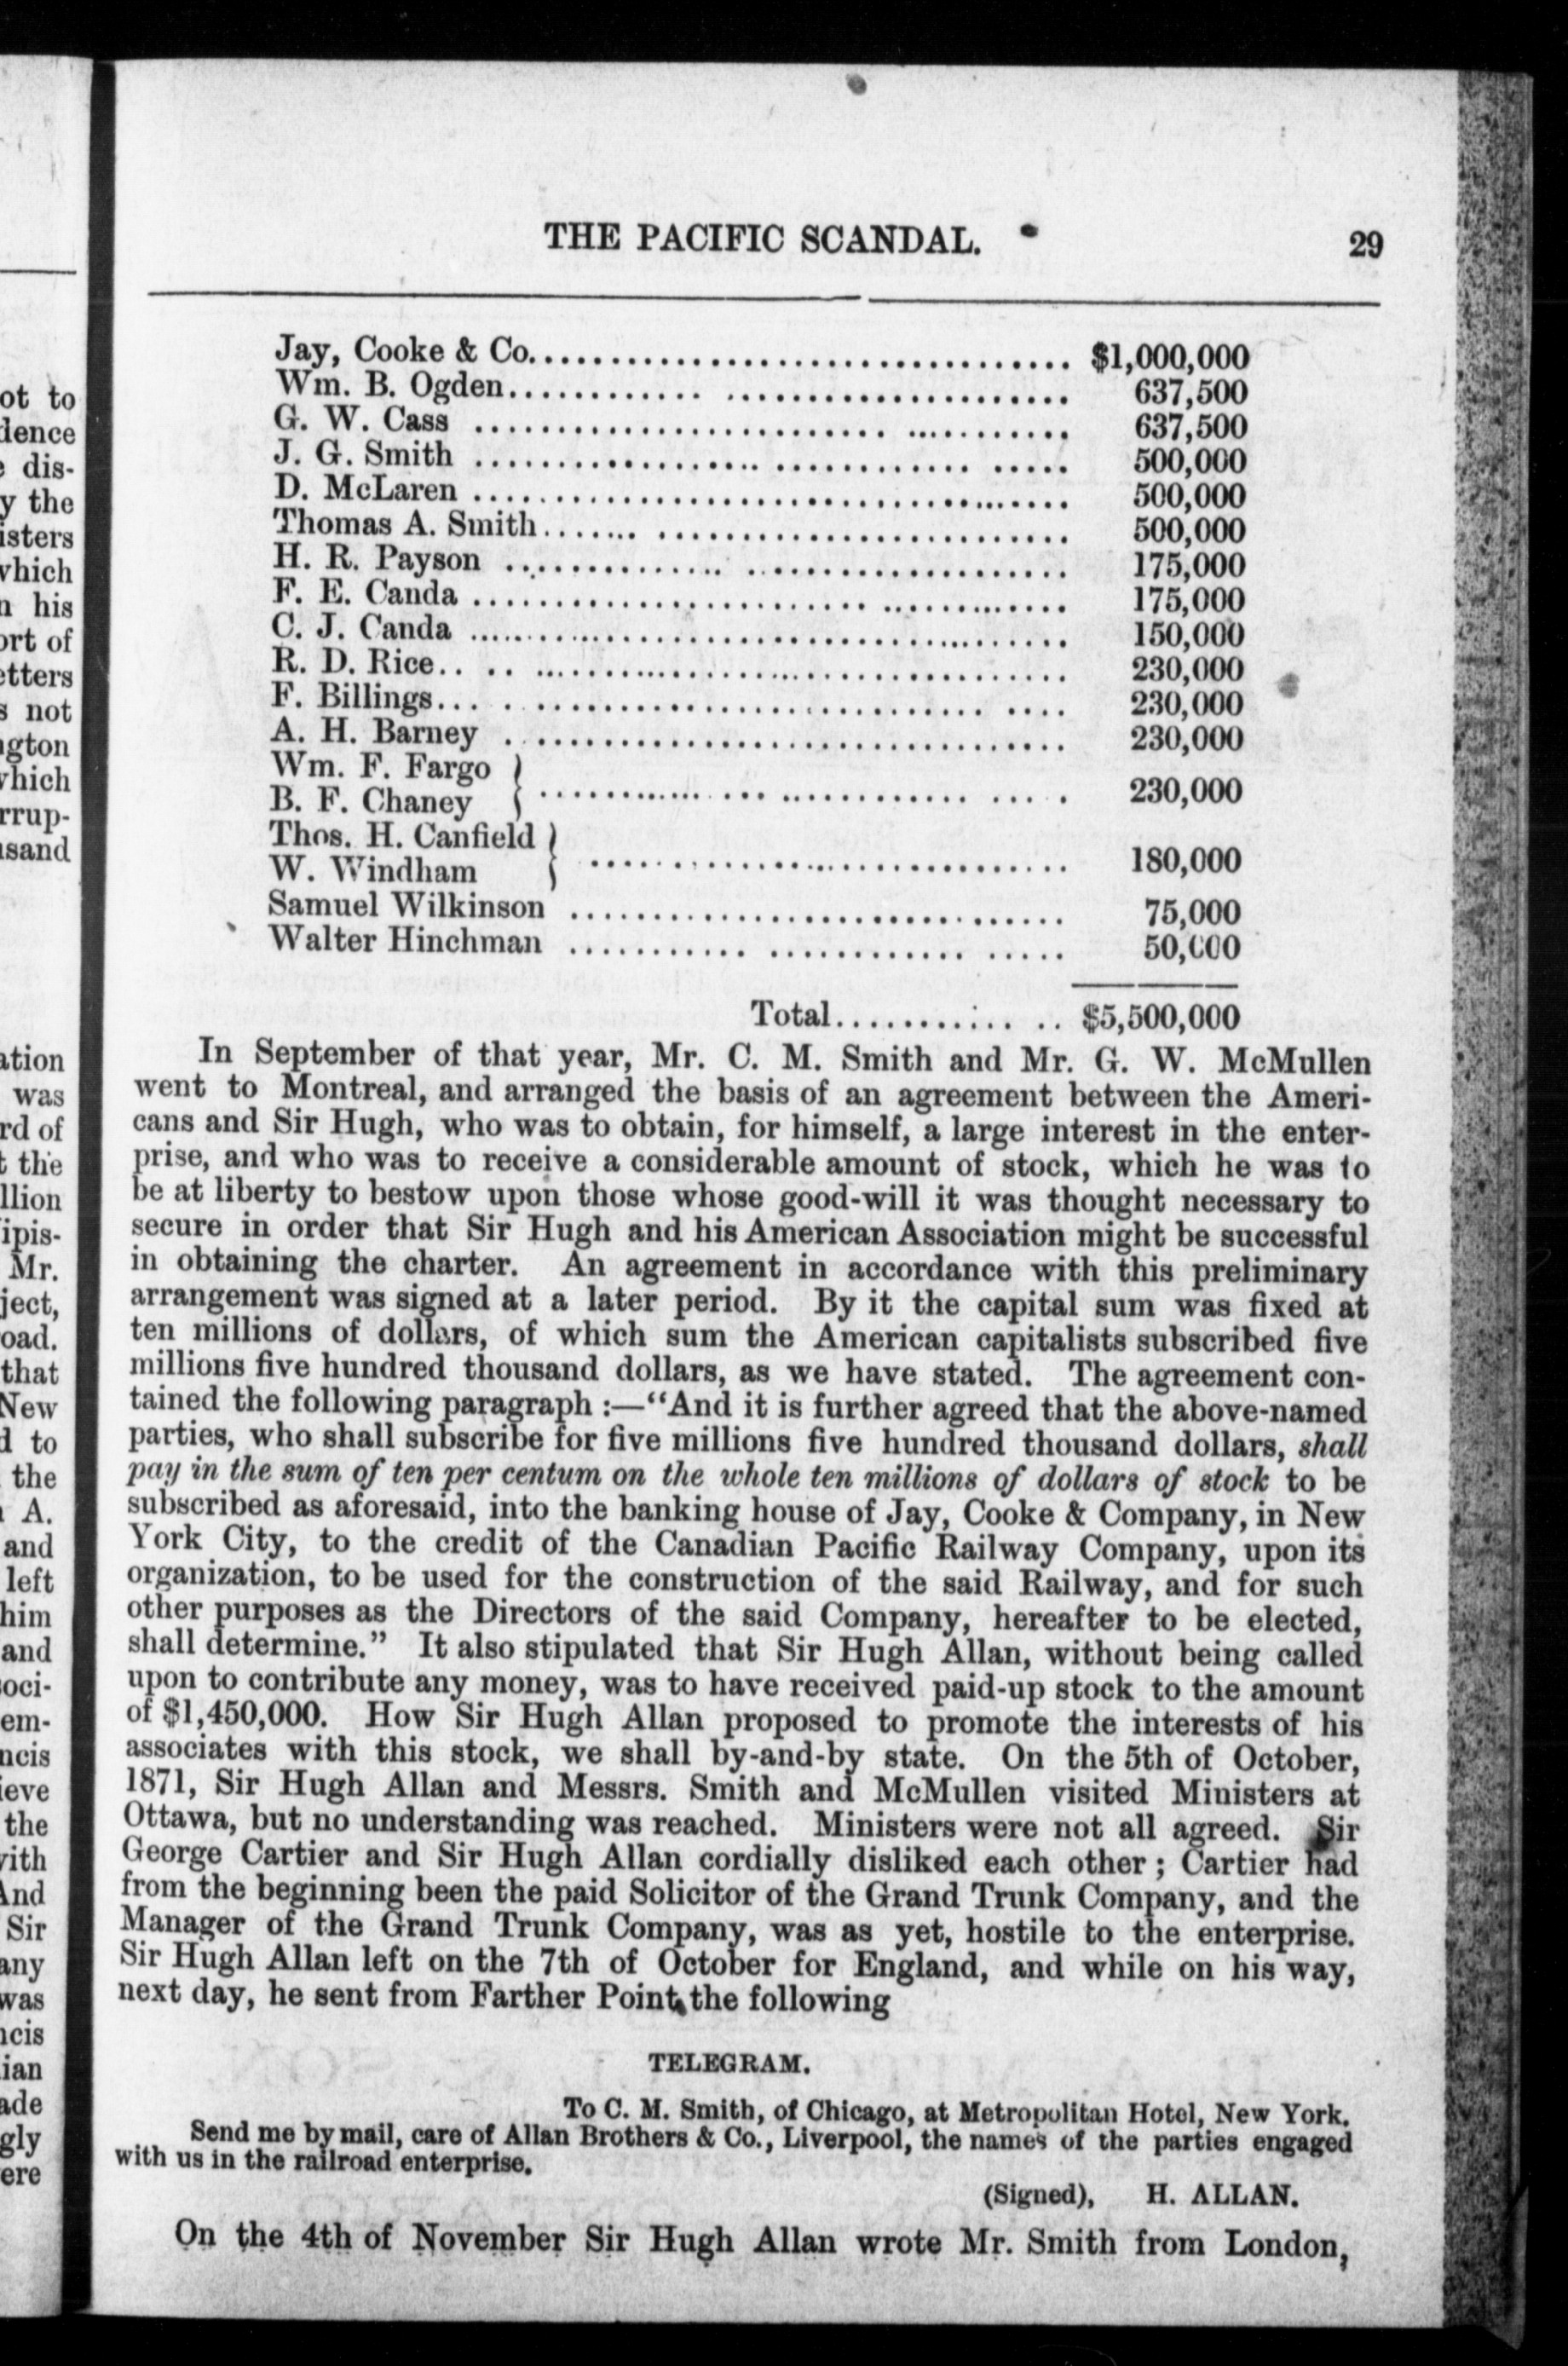 THE PACIFIC SCANDAL. 29
Jay, Cooke & Co. $1,000,000
Wm. B. Ogden 637,500
G. W. Cass 637,500
J. G. Smith 500,000
D. McLaren 500,000
Thomas A. Smith 500,000
H. R. Payson 175,000
F. E. Canda 175,000
C. J. Canda 150,000
R. D. Rice 230,000
F. Billings 230,000
A. H. Barney 230,000
Wm. F. Fargo
B. F. Chaney 230,000
Thos. H. Canfield
W. Windham 180,000
Samuel Wilkinson 75,000
Walter Hinchman 50,000
Total $5,500,000
In September of that year, Mr. C. M. Smith and Mr. G. W. McMullen
went to Montreal, and arranged the basis of an agreement between the Ameri-
cans and Sir Hugh, who was to obtain, for himself, a large interest in the enter-
prise, and who was to receive a considerable amount of stock, which he was to
be at liberty to bestow upon those whose good-will it was thought necessary to
secure in order that Sir Hugh and his American Association might be successful
in obtaining the charter. An agreement in accordance with this preliminary
arrangement was signed at a later period. By it the capital sum was fixed at
ten millions of dollars, of which sum the American capitalists subscribed five
millions five hundred thousand dollars, as we have stated. The agreement con-
tained the following paragraph :—"And it is further agreed that the above-named
parties, who shall subscribe for five millions five hundred thousand dollars, shall
pay in the sum of ten per centum on the whole ten millions of dollars of stock to be
subscribed as aforesaid, into the banking house of Jay, Cooke & Company, in New
York City, to the credit of the Canadian Pacific Railway Company, upon its
organization, to be used for the construction of the said Railway, and for such
other purposes as the Directors of the said Company, hereafter to be elected,
shall determine." It also stipulated that Sir Hugh Allan, without being called
upon to contribute any money, was to have received paid-up stock to the amount
of $1,450,000. How Sir Hugh Allan proposed to promote the interests of his
associates with this stock, we shall by-and-by state. On the 5th of October,
1871, Sir Hugh Allan and Messrs. Smith and McMullen visited Ministers at
Ottawa, but no understanding was reached. Ministers were not all agreed. Sir
George Cartier and Sir Hugh Allan cordially disliked each other ; Cartier had
from the beginning been the paid Solicitor of the Grand Trunk Company, and the
Manager of the Grand Trunk Company, was as yet, hostile to the enterprise.
Sir Hugh Allan left on the 7th of October for England, and while on his way,
next day, he sent from Farther Point, the following
TELEGRAM.
To C. M. Smith, of Chicago, at Metropolitan Hotel, New York.
Send me by mail, care of Allan Brothers & Co., Liverpool, the names of the parties engaged
with us in the railroad enterprise.
(Signed), H. ALLAN.
On the 4th of November Sir Hugh Allan wrote Mr. Smith from London,